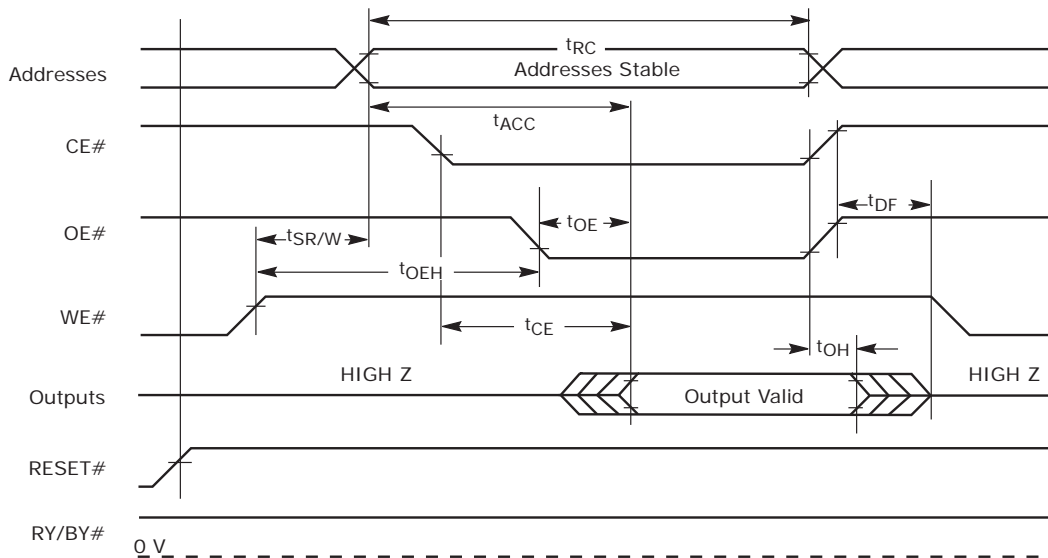 tRC
Addresses
Addresses Stable
tACC
CE#
tDF
OE#
tOE
tSR/W
tOEH
WE#
tCE
tOH
HIGH Z
HIGH Z
Outputs
Output Valid
RESET#
RY/BY#
0 V